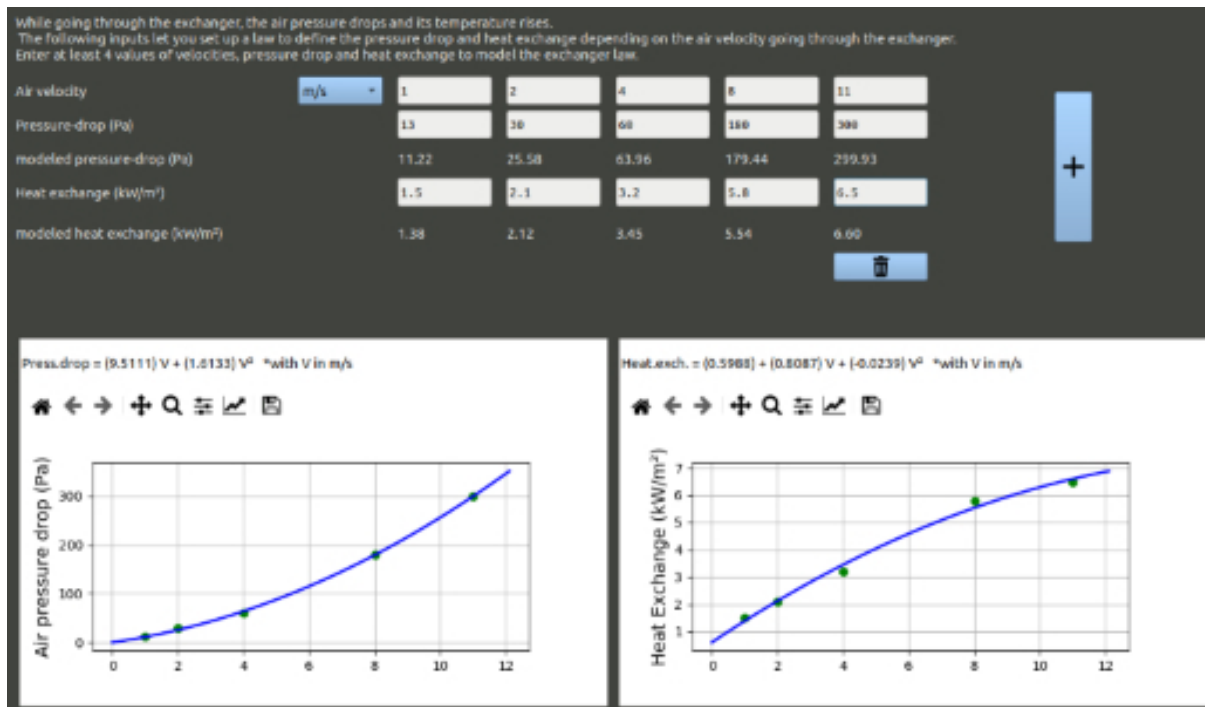 While going through the exchanger, the air pressure drops and its temperature rises.
The following inputs let you set up a law to define the pressure drop and heat exchange depending on the air velocity going through the exchanger.
Enter at least 4 values of velocities, pressure drop and heat exchange to model the exchanger law.
Air velocity m/s 1 2 4 8 11
Pressure-drop (Pa) 13 30 60 180 300
modeled pressure-drop (Pa) 11.22 25.58 63.96 179.44 299.93
Heat exchange (kW/m²) 1.5 2.1 3.2 5.8 6.5
modeled heat exchange (kW/m²) 1.38 2.12 3.45 5.54 6.60
+
Press.drop = (9.5111) V + (1.6133) V² *with V in m/s
Air pressure drop (Pa)
300
200
100
0
0 2 4 6 8 10 12
Heat.exch. = (0.5988) + (0.8087) V + (-0.0239) V² *with V in m/s
Heat Exchange (kW/m²)
7
6
5
4
3
2
1
0 2 4 6 8 10 12